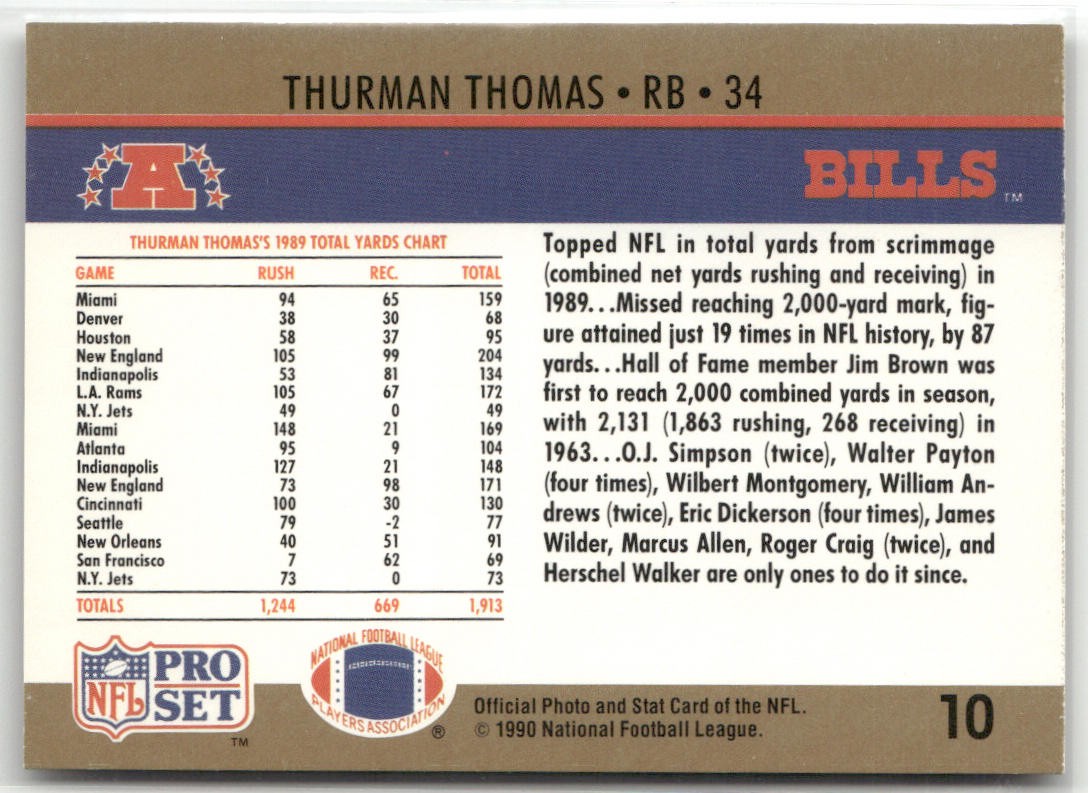 THURMAN THOMAS • RB • 34
A
BILLS ™
THURMAN THOMAS'S 1989 TOTAL YARDS CHART
GAME RUSH REC. TOTAL
Miami 94 65 159
Denver 38 30 68
Houston 58 37 95
New England 105 99 204
Indianapolis 53 81 134
L.A. Rams 105 67 172
N.Y. Jets 49 0 49
Miami 148 21 169
Atlanta 95 9 104
Indianapolis 127 21 148
New England 73 98 171
Cincinnati 100 30 130
Seattle 79 -2 77
New Orleans 40 51 91
San Francisco 7 62 69
N.Y. Jets 73 0 73
TOTALS 1,244 669 1,913
Topped NFL in total yards from scrimmage
(combined net yards rushing and receiving) in
1989...Missed reaching 2,000-yard mark, fig-
ure attained just 19 times in NFL history, by 87
yards...Hall of Fame member Jim Brown was
first to reach 2,000 combined yards in season,
with 2,131 (1,863 rushing, 268 receiving) in
1963...O.J. Simpson (twice), Walter Payton
(four times), Wilbert Montgomery, William An-
drews (twice), Eric Dickerson (four times), James
Wilder, Marcus Allen, Roger Craig (twice), and
Herschel Walker are only ones to do it since.
NFL PRO
SET
™
NATIONAL FOOTBALL LEAGUE
PLAYERS ASSOCIATION
®
Official Photo and Stat Card of the NFL.
© 1990 National Football League.
10